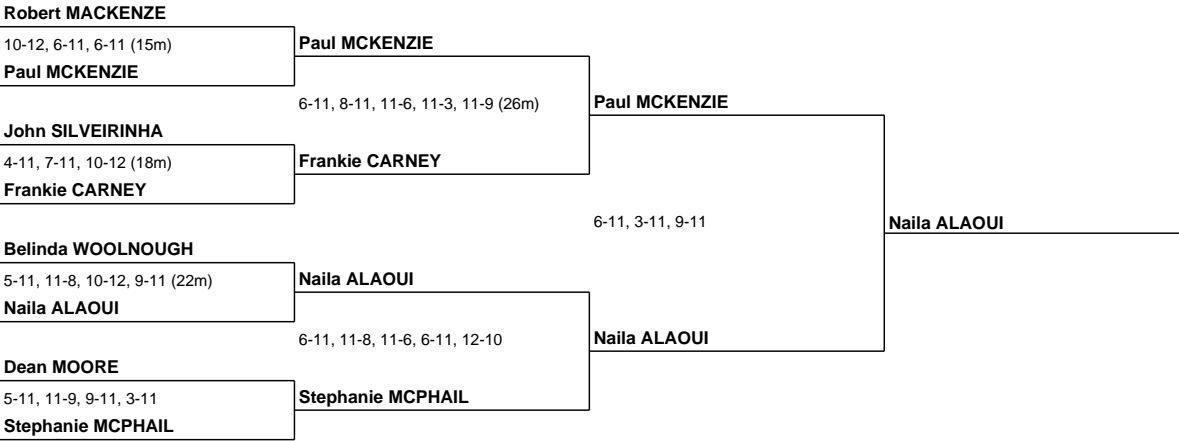 Robert MACKENZE
10-12, 6-11, 6-11 (15m)
Paul MCKENZIE
Paul MCKENZIE
6-11, 8-11, 11-6, 11-3, 11-9 (26m)
Paul MCKENZIE
John SILVEIRINHA
4-11, 7-11, 10-12 (18m)
Frankie CARNEY
Frankie CARNEY
6-11, 3-11, 9-11
Naila ALAOUI
Belinda WOOLNOUGH
5-11, 11-8, 10-12, 9-11 (22m)
Naila ALAOUI
Naila ALAOUI
6-11, 11-8, 11-6, 6-11, 12-10
Naila ALAOUI
Dean MOORE
5-11, 11-9, 9-11, 3-11
Stephanie MCPHAIL
Stephanie MCPHAIL